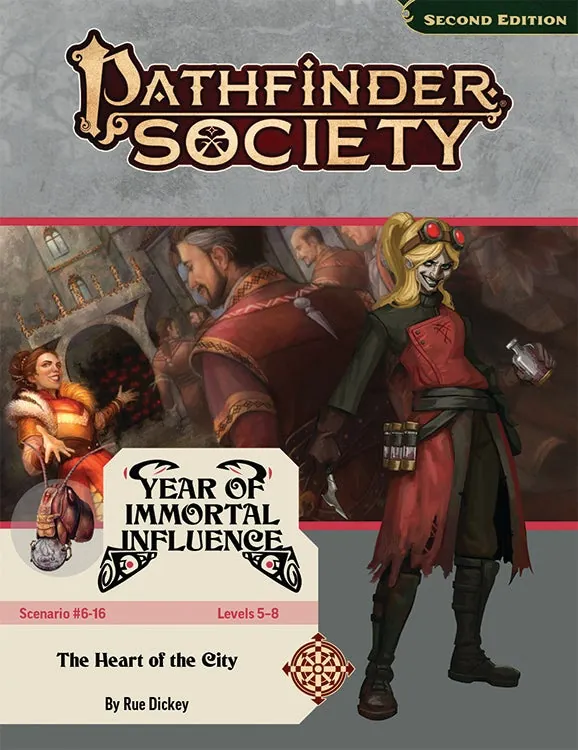 SECOND EDITION
PATHFINDER
SOCIETY
YEAR OF
IMMORTAL
INFLUENCE
Scenario #6-16 Levels 5–8
The Heart of the City
By Rue Dickey